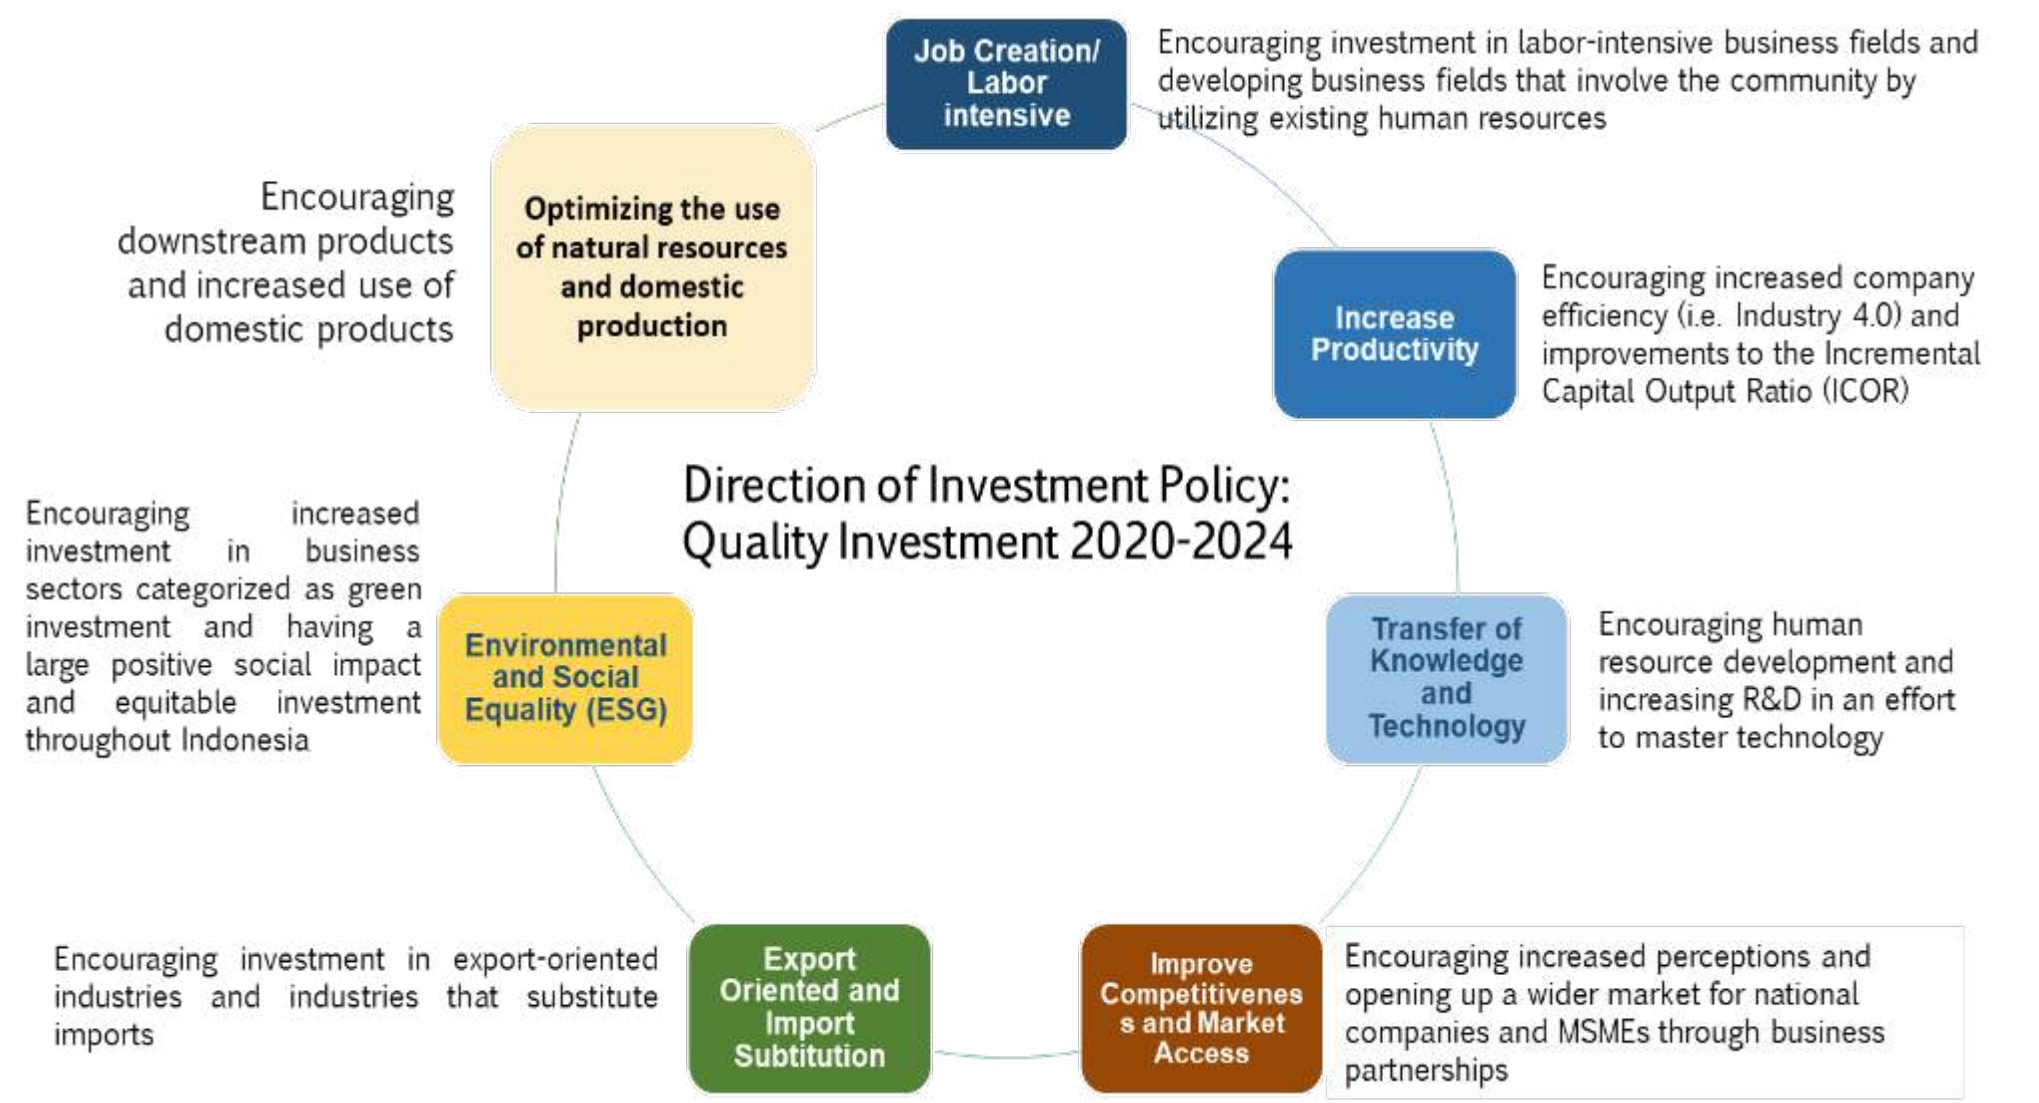 Job Creation/
Labor
intensive
Encouraging investment in labor-intensive business fields and
developing business fields that involve the community by
utilizing existing human resources
Increase
Productivity
Encouraging increased company
efficiency (i.e. Industry 4.0) and
improvements to the Incremental
Capital Output Ratio (ICOR)
Transfer of
Knowledge
and
Technology
Encouraging human
resource development and
increasing R&D in an effort
to master technology
Improve
Competitivenes
s and Market
Access
Encouraging increased perceptions and
opening up a wider market for national
companies and MSMEs through business
partnerships
Export
Oriented and
Import
Subtitution
Encouraging investment in export-oriented
industries and industries that substitute
imports
Environmental
and Social
Equality (ESG)
Encouraging increased
investment in business
sectors categorized as green
investment and having a
large positive social impact
and equitable investment
throughout Indonesia
Optimizing the use
of natural resources
and domestic
production
Encouraging
downstream products
and increased use of
domestic products
Direction of Investment Policy:
Quality Investment 2020-2024